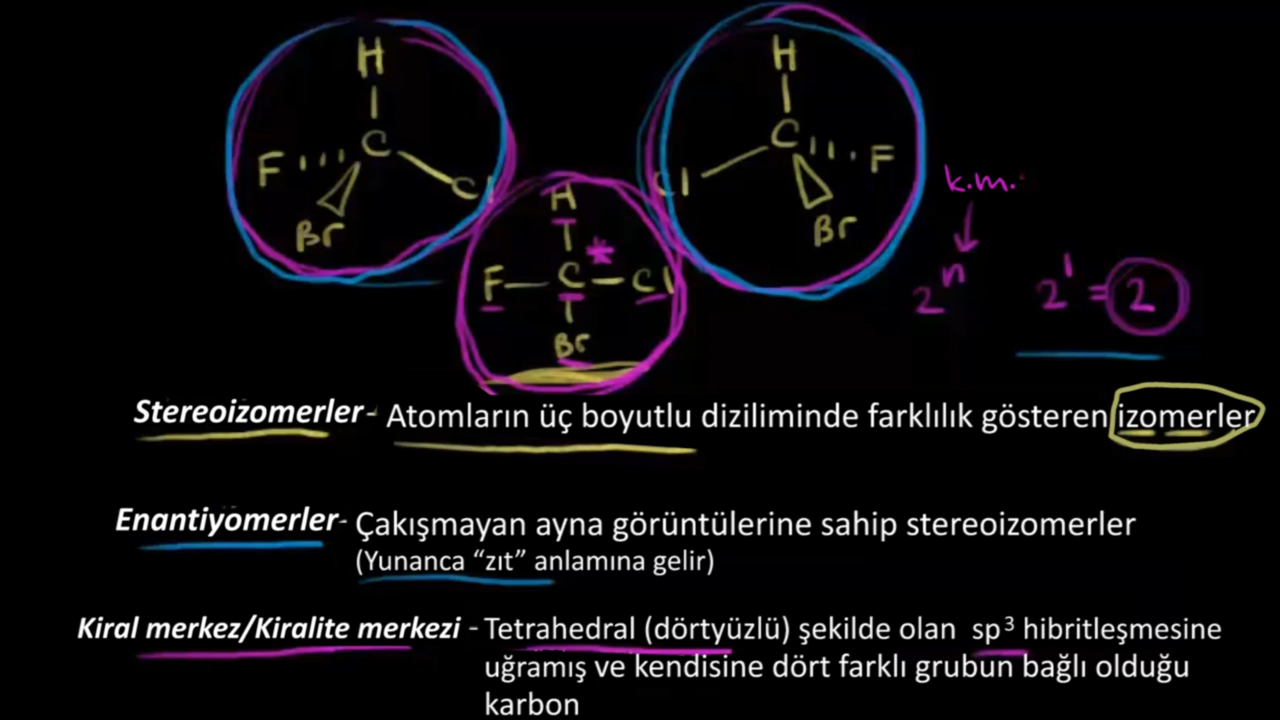 H
H
F C Cl
Cl C F
Br
Br
k.m.
H
*
F C Cl
Br
2ⁿ
2¹ = 2
Stereoizomerler- Atomların üç boyutlu diziliminde farklılık gösteren izomerler
Enantiyomerler- Çakışmayan ayna görüntülerine sahip stereoizomerler
(Yunanca “zıt” anlamına gelir)
Kiral merkez/Kiralite merkezi - Tetrahedral (dörtyüzlü) şekilde olan sp³ hibritleşmesine
uğramış ve kendisine dört farklı grubun bağlı olduğu
karbon